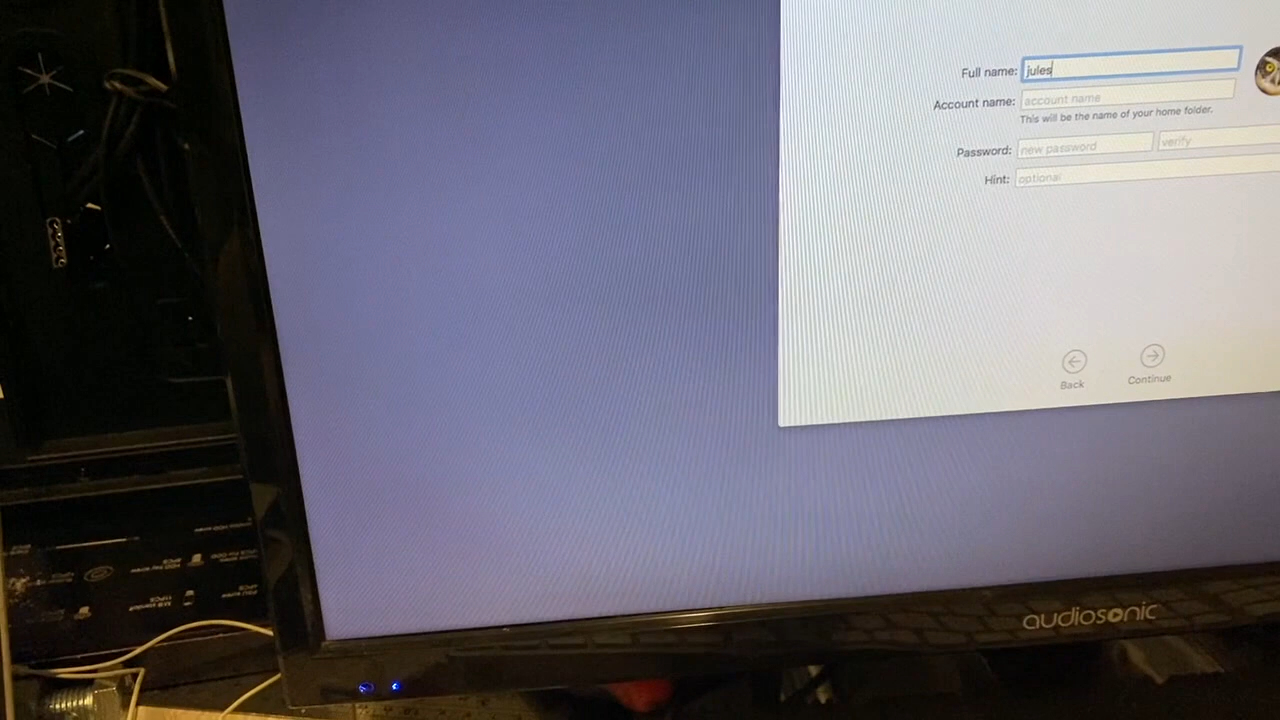 Full name: jules
Account name: account name
This will be the name of your home folder.
Password: new password verify
Hint: optional
Back Continue
audiosonic